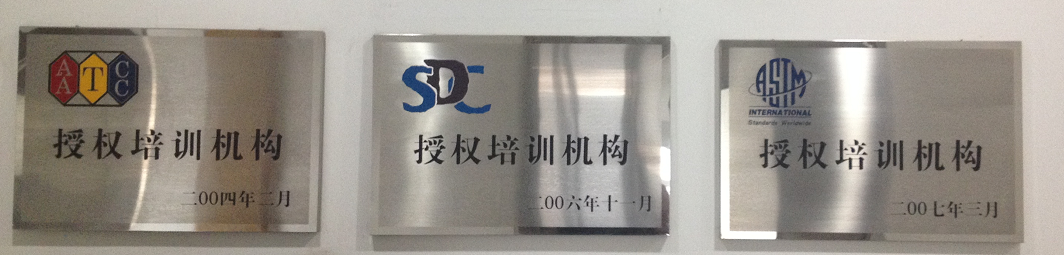 AATCC
授权培训机构
二00四年二月
SDC
授权培训机构
二00六年十一月
ASTM
INTERNATIONAL
Standards Worldwide
授权培训机构
二00七年三月